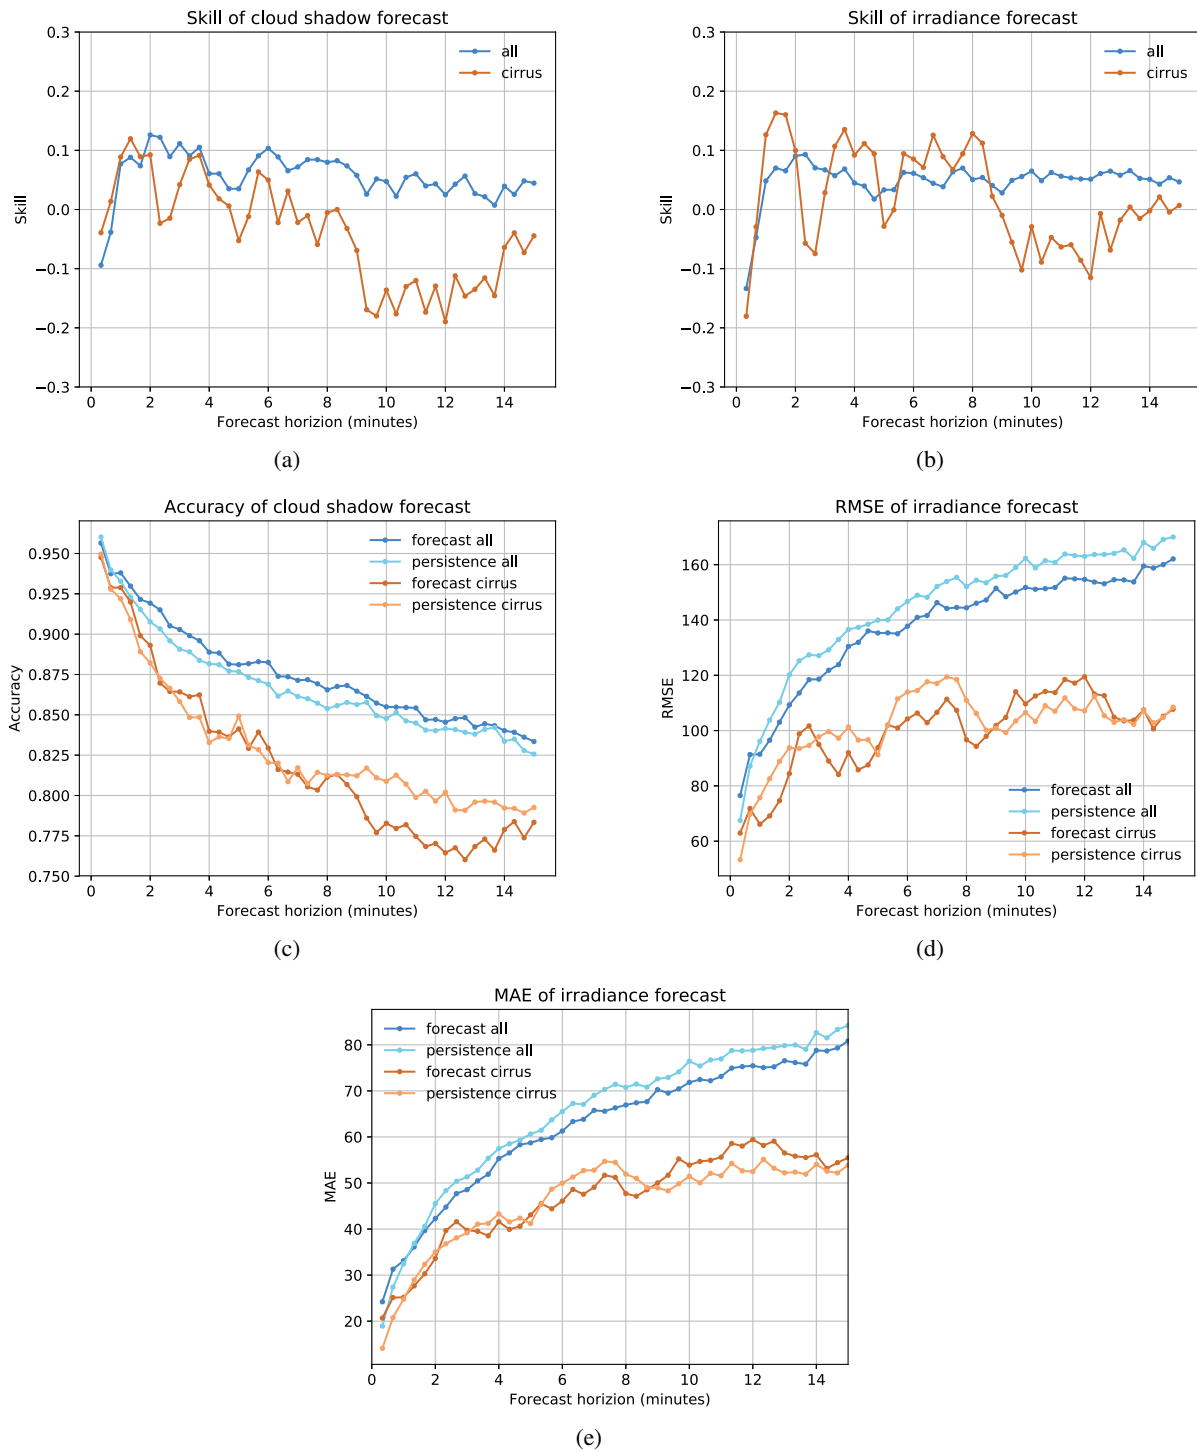 Skill of cloud shadow forecast
0.3
0.2
0.1
0.0
−0.1
−0.2
−0.3
Skill
all
cirrus
0 2 4 6 8 10 12 14
Forecast horizion (minutes)
(a)
Skill of irradiance forecast
0.3
0.2
0.1
0.0
−0.1
−0.2
−0.3
Skill
all
cirrus
0 2 4 6 8 10 12 14
Forecast horizion (minutes)
(b)
Accuracy of cloud shadow forecast
0.950
0.925
0.900
0.875
0.850
0.825
0.800
0.775
0.750
Accuracy
forecast all
persistence all
forecast cirrus
persistence cirrus
0 2 4 6 8 10 12 14
Forecast horizion (minutes)
(c)
RMSE of irradiance forecast
160
140
120
100
80
60
RMSE
forecast all
persistence all
forecast cirrus
persistence cirrus
0 2 4 6 8 10 12 14
Forecast horizion (minutes)
(d)
MAE of irradiance forecast
80
70
60
50
40
30
20
MAE
forecast all
persistence all
forecast cirrus
persistence cirrus
0 2 4 6 8 10 12 14
Forecast horizion (minutes)
(e)